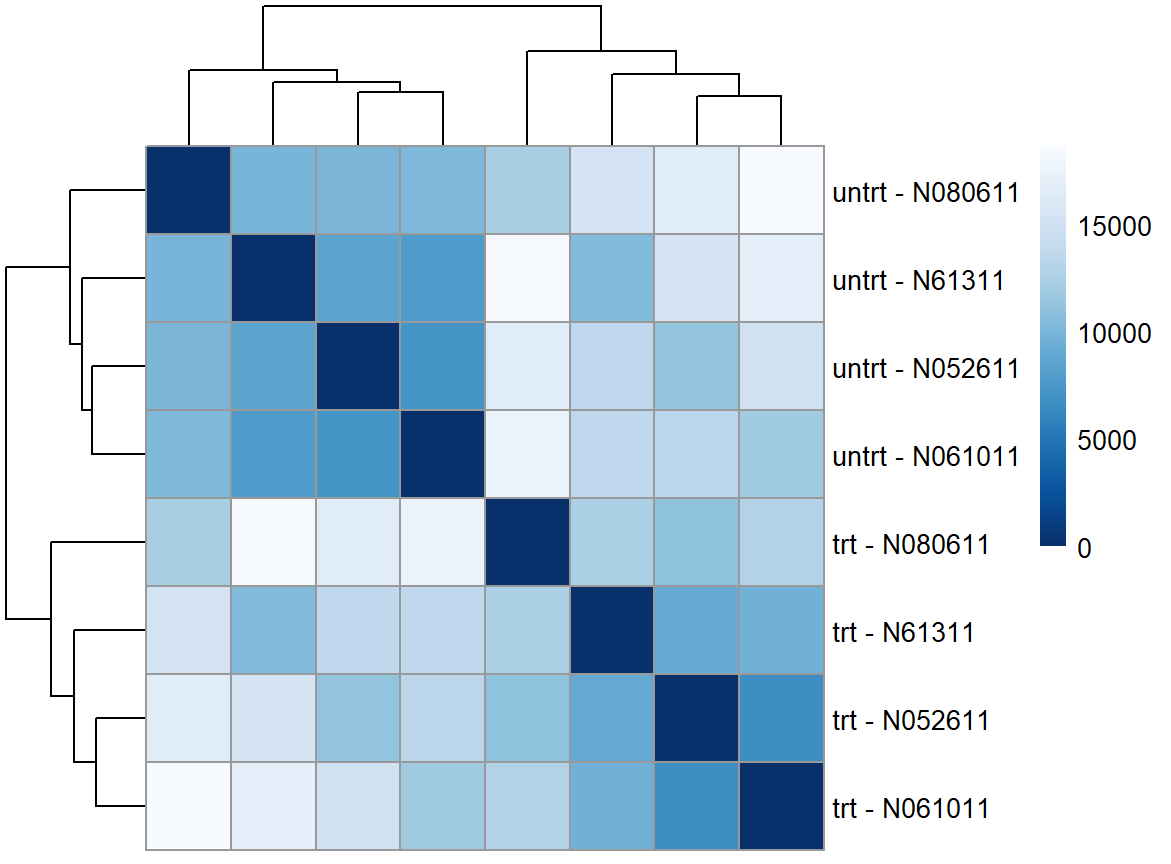 untrt - N080611
untrt - N61311
untrt - N052611
untrt - N061011
trt - N080611
trt - N61311
trt - N052611
trt - N061011
15000
10000
5000
0